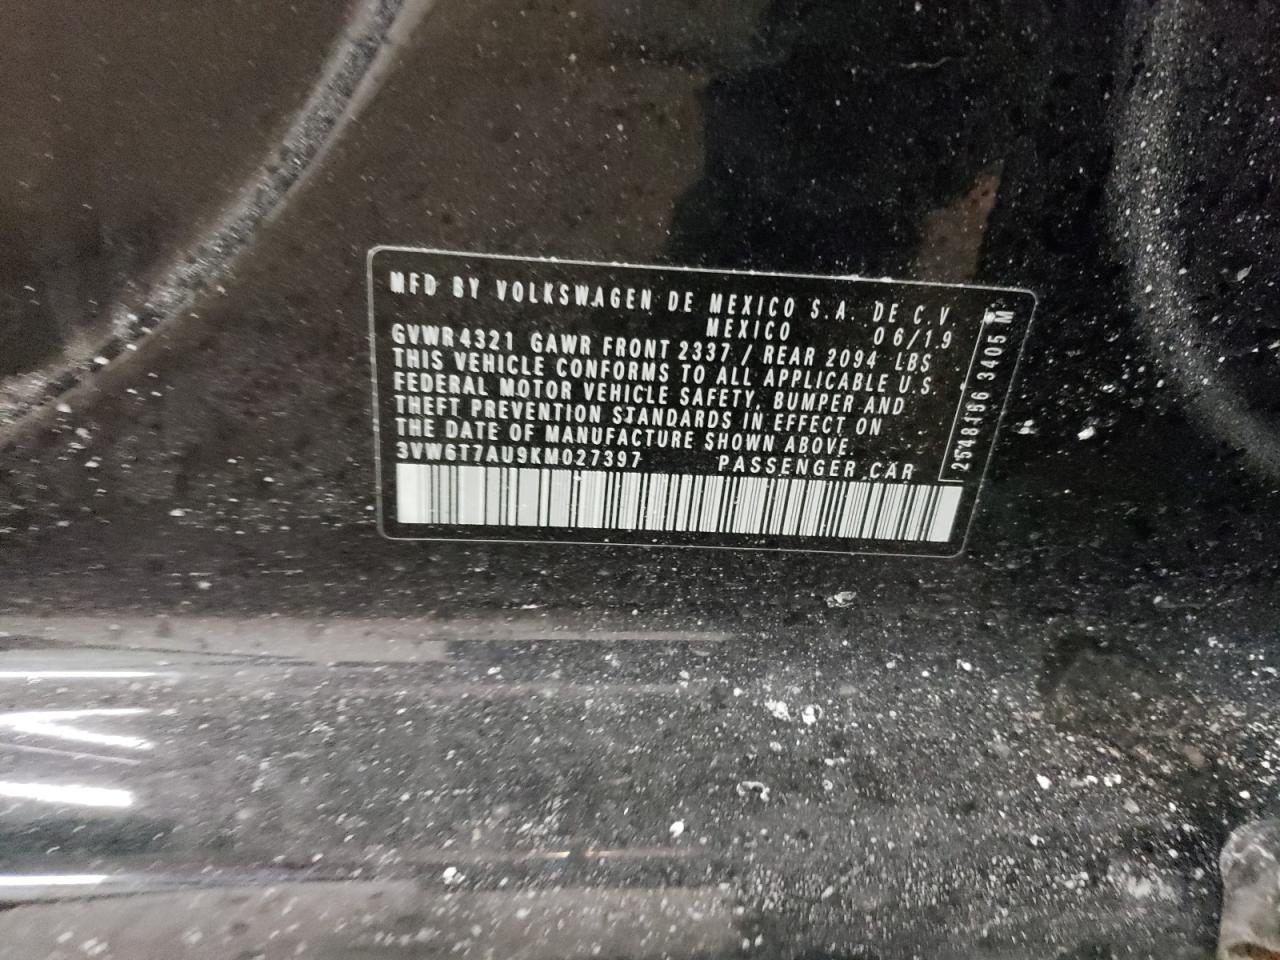 MFD BY VOLKSWAGEN DE MEXICO S.A. DE C.V.
MEXICO 06/19
GVWR 4321 GAWR FRONT 2337 / REAR 2094 LBS
THIS VEHICLE CONFORMS TO ALL APPLICABLE U.S.
FEDERAL MOTOR VEHICLE SAFETY, BUMPER AND
THEFT PREVENTION STANDARDS IN EFFECT ON
THE DATE OF MANUFACTURE SHOWN ABOVE.
3VW6T7AU9KM027397 PASSENGER CAR
3405 M